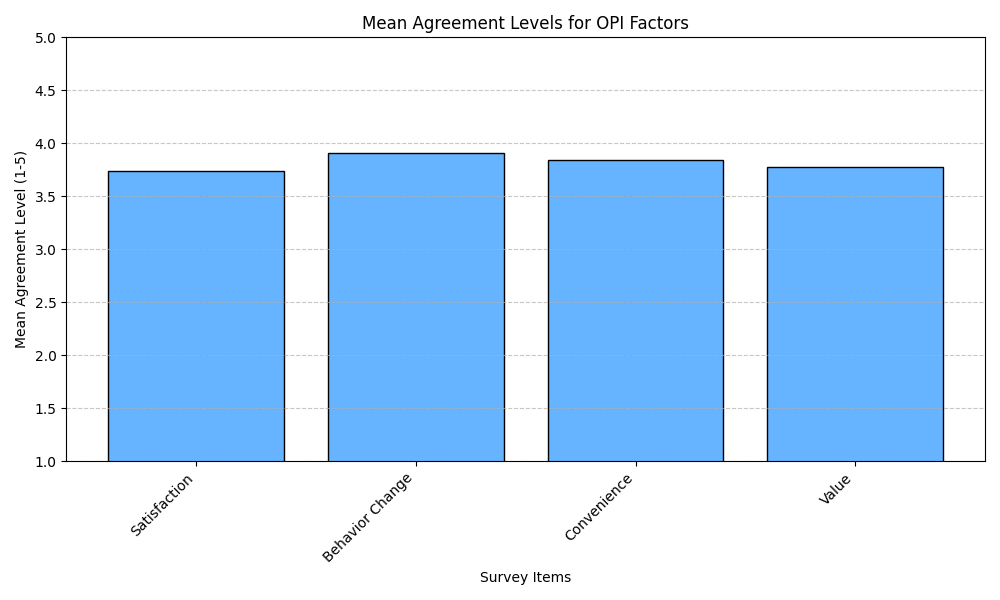 Mean Agreement Levels for OPI Factors
Mean Agreement Level (1-5)
5.0
4.5
4.0
3.5
3.0
2.5
2.0
1.5
1.0
Satisfaction
Behavior Change
Convenience
Value
Survey Items